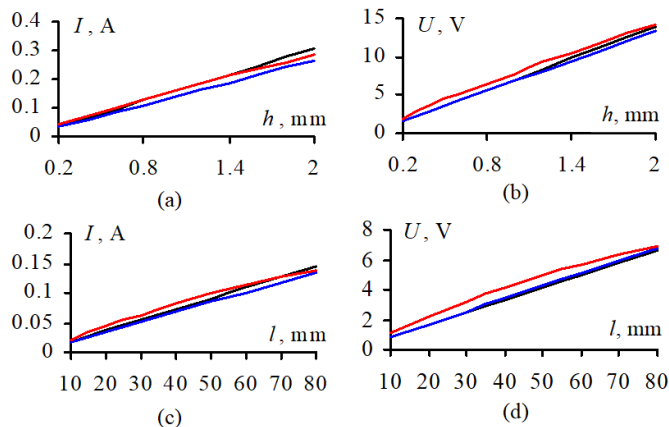 I , A
0.4
0.3
0.2
0.1
0
h , mm
0.2 0.8 1.4 2
(a)
U , V
15
10
5
0
h , mm
0.2 0.8 1.4 2
(b)
I , A
0.2
0.15
0.1
0.05
0
l , mm
10 20 30 40 50 60 70 80
(c)
U , V
8
6
4
2
0
l , mm
10 20 30 40 50 60 70 80
(d)